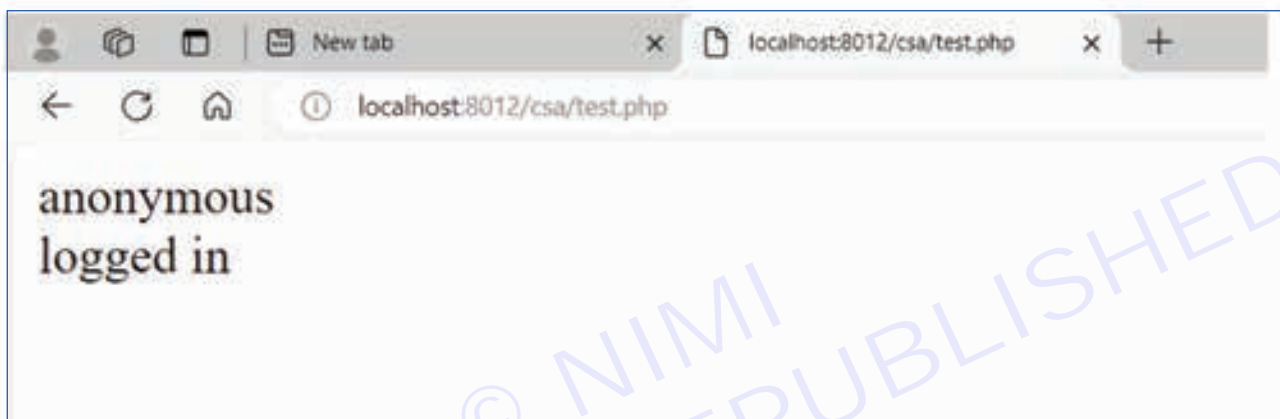 New tab
localhost:8012/csa/test.php
localhost:8012/csa/test.php
anonymous
logged in
© NIMI
PUBLISHED